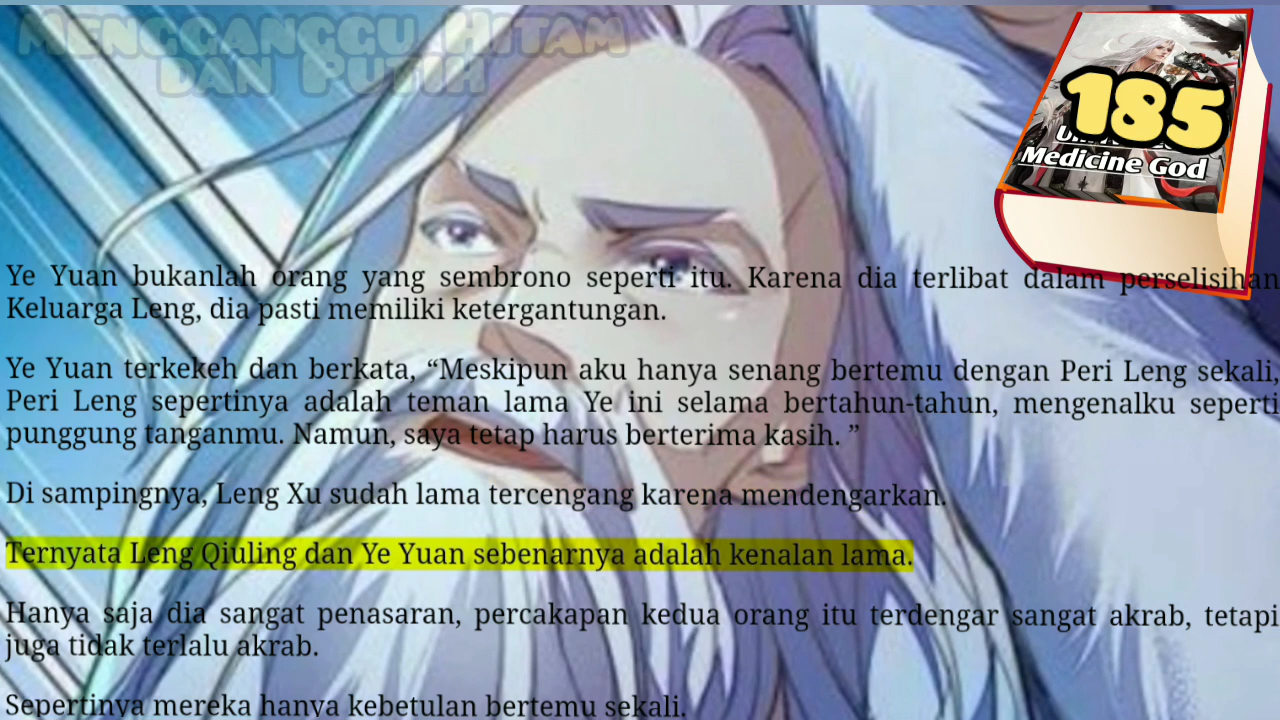 Mengganggu Hitam
dan Putih
185
Medicine God
Ye Yuan bukanlah orang yang sembrono seperti itu. Karena dia terlibat dalam perselisihan
Keluarga Leng, dia pasti memiliki ketergantungan.
Ye Yuan terkekeh dan berkata, “Meskipun aku hanya senang bertemu dengan Peri Leng sekali,
Peri Leng sepertinya adalah teman lama Ye ini selama bertahun-tahun, mengenalku seperti
punggung tanganmu. Namun, saya tetap harus berterima kasih. ”
Di sampingnya, Leng Xu sudah lama tercengang karena mendengarkan.
Ternyata Leng Qiuling dan Ye Yuan sebenarnya adalah kenalan lama.
Hanya saja dia sangat penasaran, percakapan kedua orang itu terdengar sangat akrab, tetapi
juga tidak terlalu akrab.
Sepertinya mereka hanya kebetulan bertemu sekali.